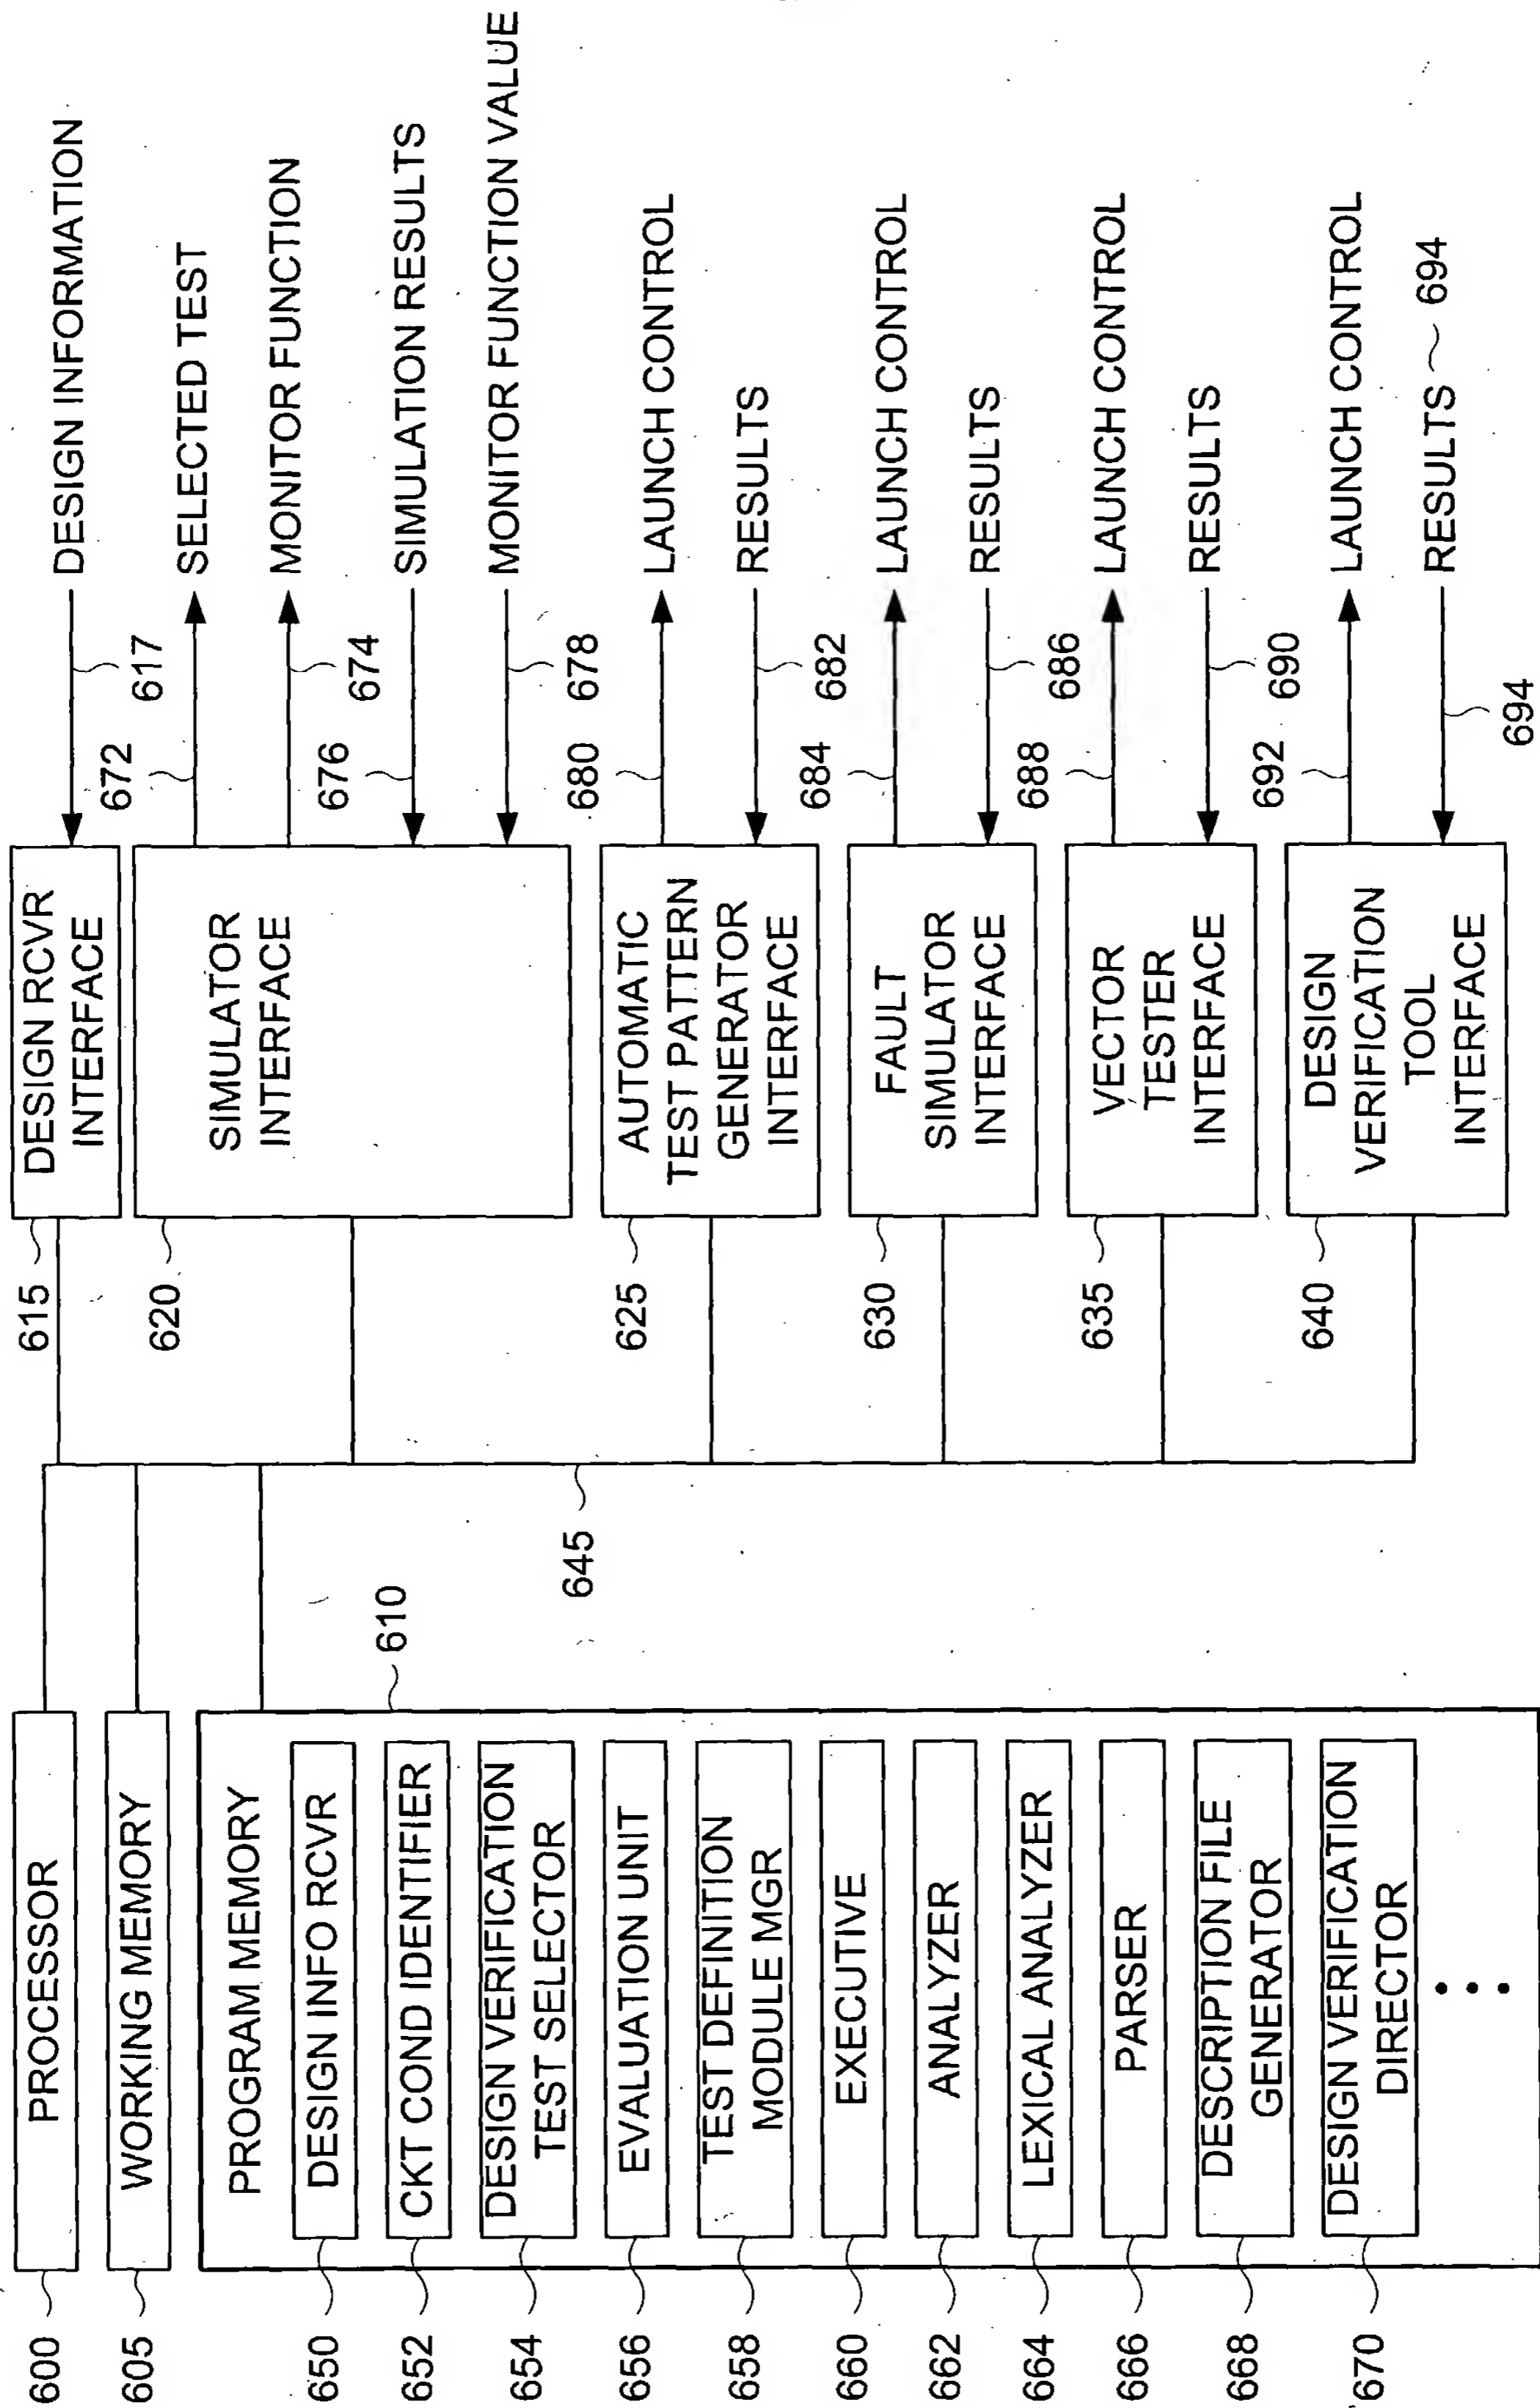 600
PROCESSOR
605
WORKING MEMORY
610
PROGRAM MEMORY
650
DESIGN INFO RCVR
652
CKT COND IDENTIFIER
654
DESIGN VERIFICATION
TEST SELECTOR
656
EVALUATION UNIT
658
TEST DEFINITION
MODULE MGR
660
EXECUTIVE
662
ANALYZER
664
LEXICAL ANALYZER
666
PARSER
668
DESCRIPTION FILE
GENERATOR
670
DESIGN VERIFICATION
DIRECTOR
645
615
DESIGN RCVR
INTERFACE
617
DESIGN INFORMATION
620
SIMULATOR
INTERFACE
672
SELECTED TEST
674
MONITOR FUNCTION
676
SIMULATION RESULTS
678
MONITOR FUNCTION VALUE
625
AUTOMATIC
TEST PATTERN
GENERATOR
INTERFACE
680
LAUNCH CONTROL
682
RESULTS
630
FAULT
SIMULATOR
INTERFACE
684
LAUNCH CONTROL
686
RESULTS
635
VECTOR
TESTER
INTERFACE
688
LAUNCH CONTROL
690
RESULTS
640
DESIGN
VERIFICATION
TOOL
INTERFACE
692
LAUNCH CONTROL
694
RESULTS
694